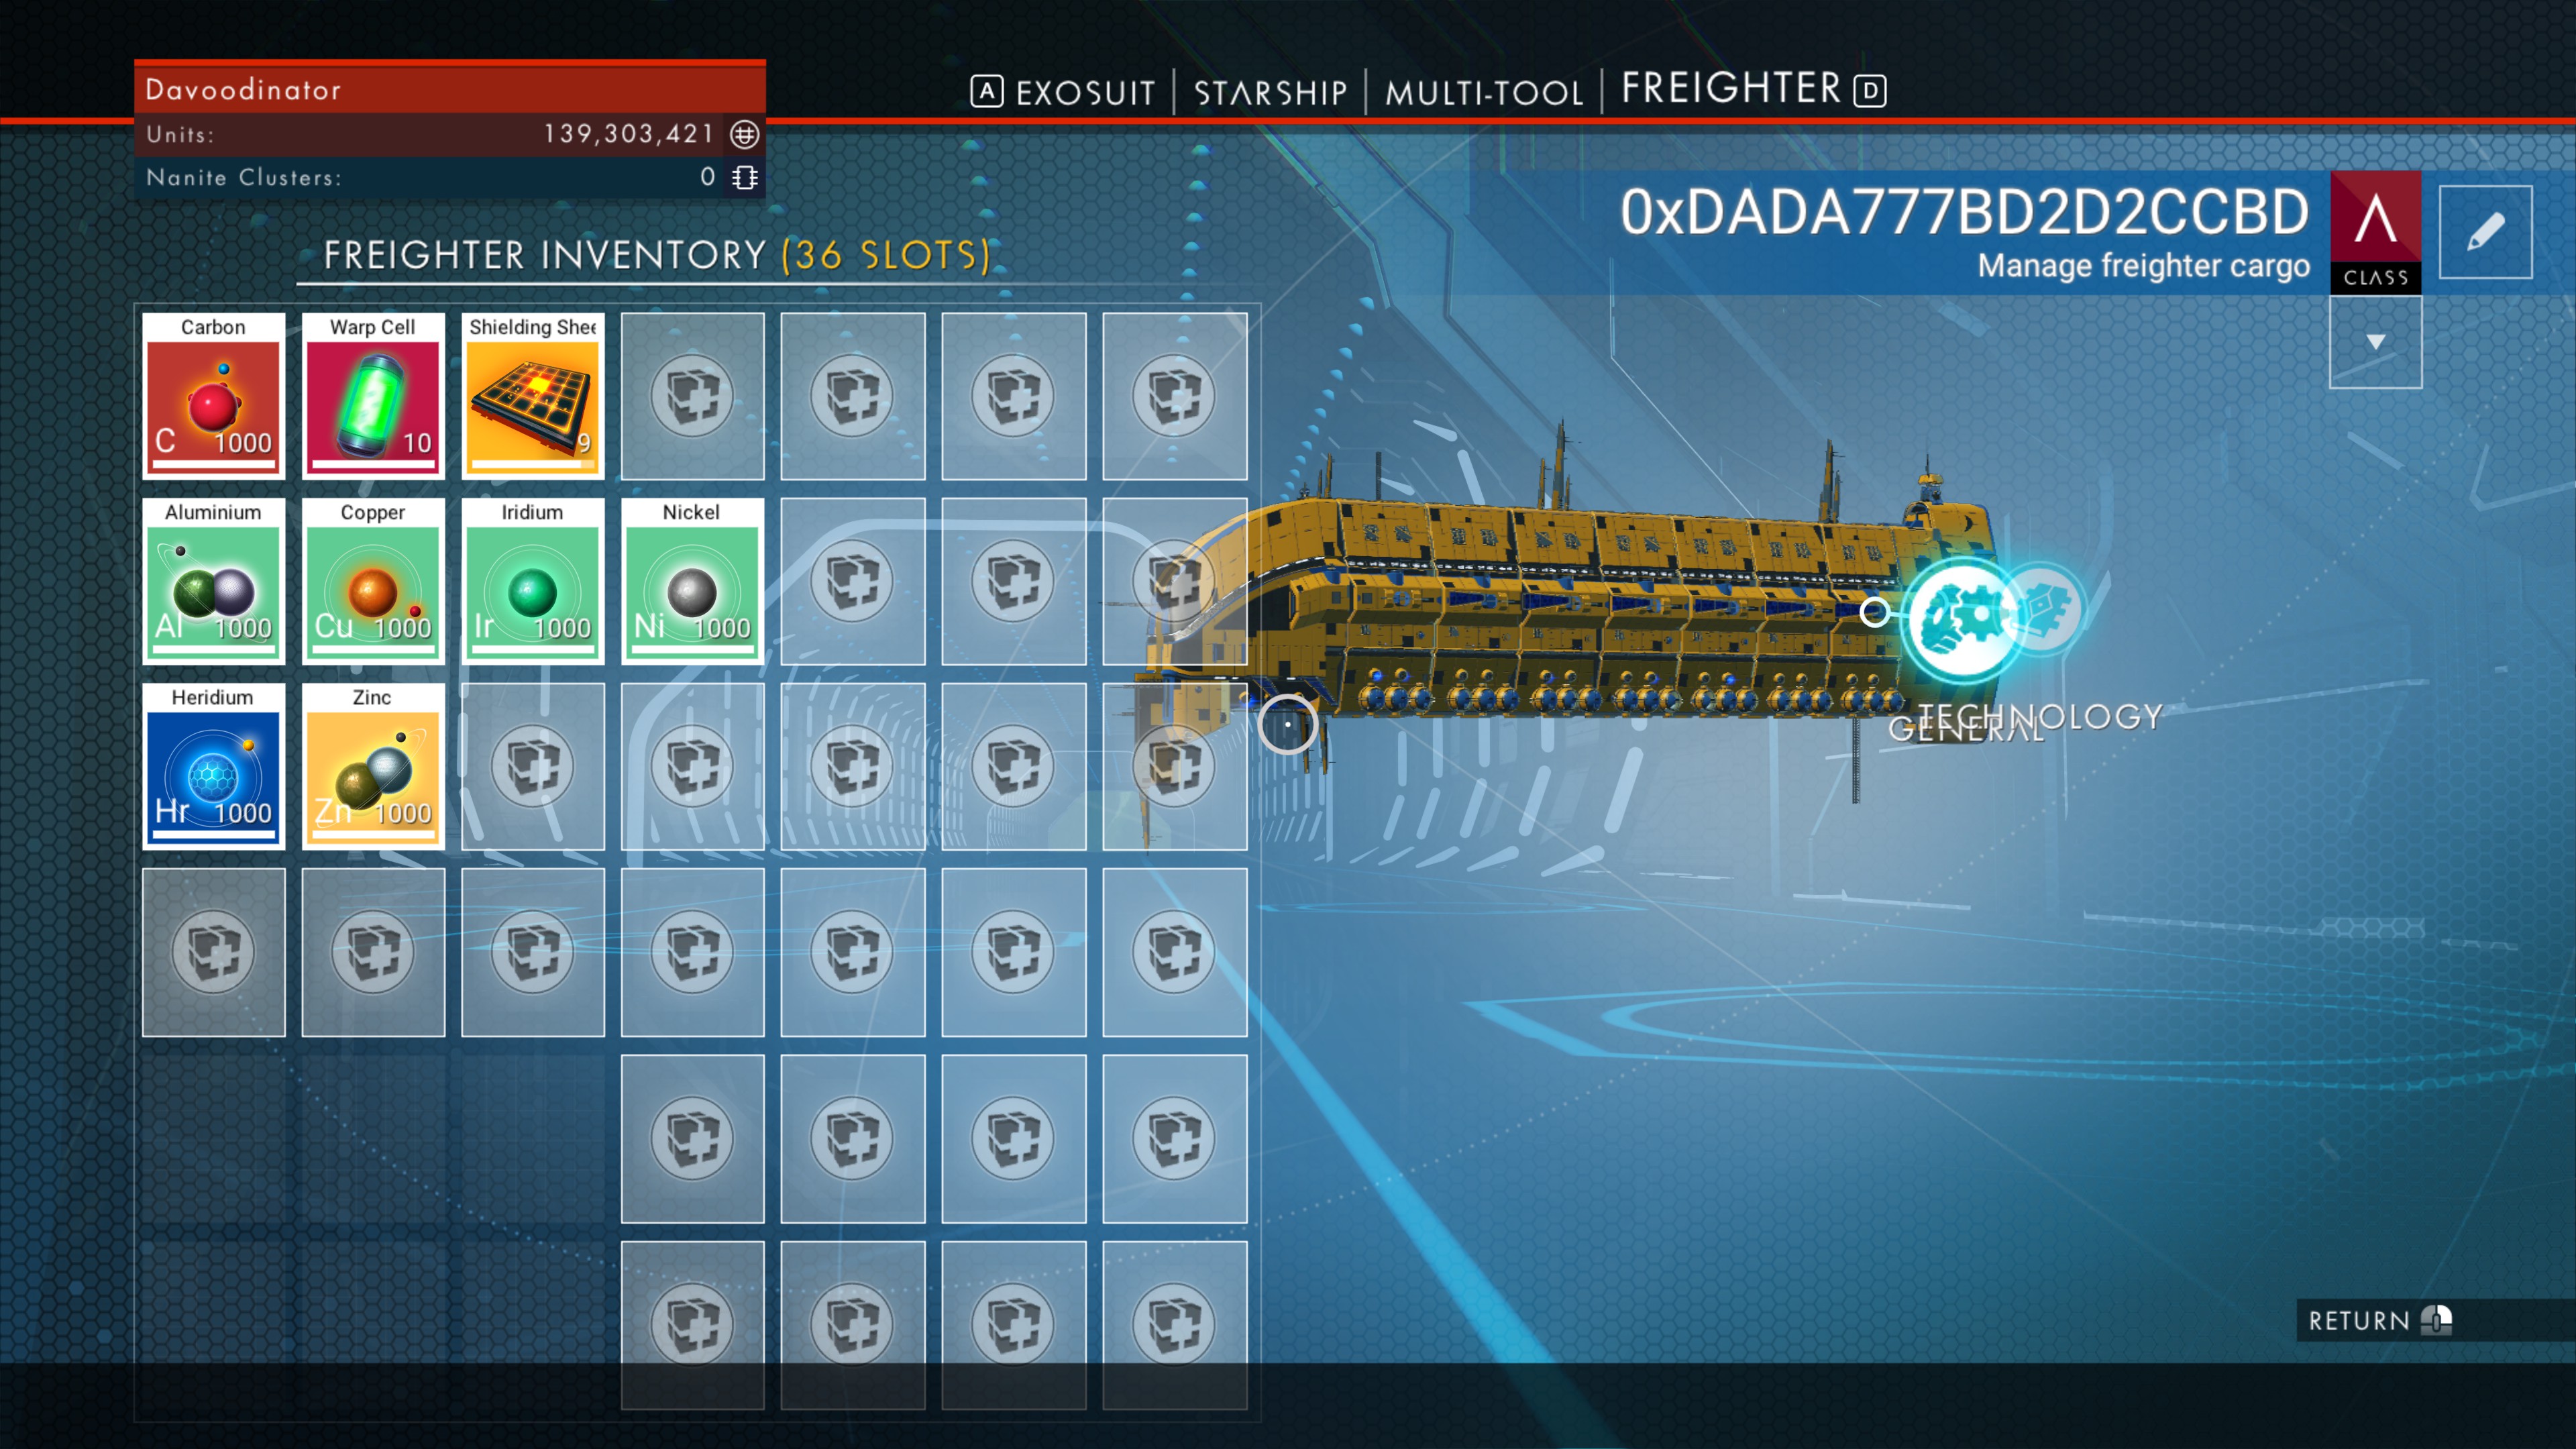 Davoodinator
Units: 139,303,421
Nanite Clusters: 0
A EXOSUIT STARSHIP MULTI-TOOL FREIGHTER D
0xDADA777BD2D2CCBD
Manage freighter cargo
A
CLASS
FREIGHTER INVENTORY (36 SLOTS)
Carbon Warp Cell Shielding Shee
C 1000 10 9
Aluminium Copper Iridium Nickel
Al 1000 Cu 1000 Ir 1000 Ni 1000
Heridium Zinc
Hr 1000 Zn 1000
TECHNOLOGY
GENERAL
RETURN